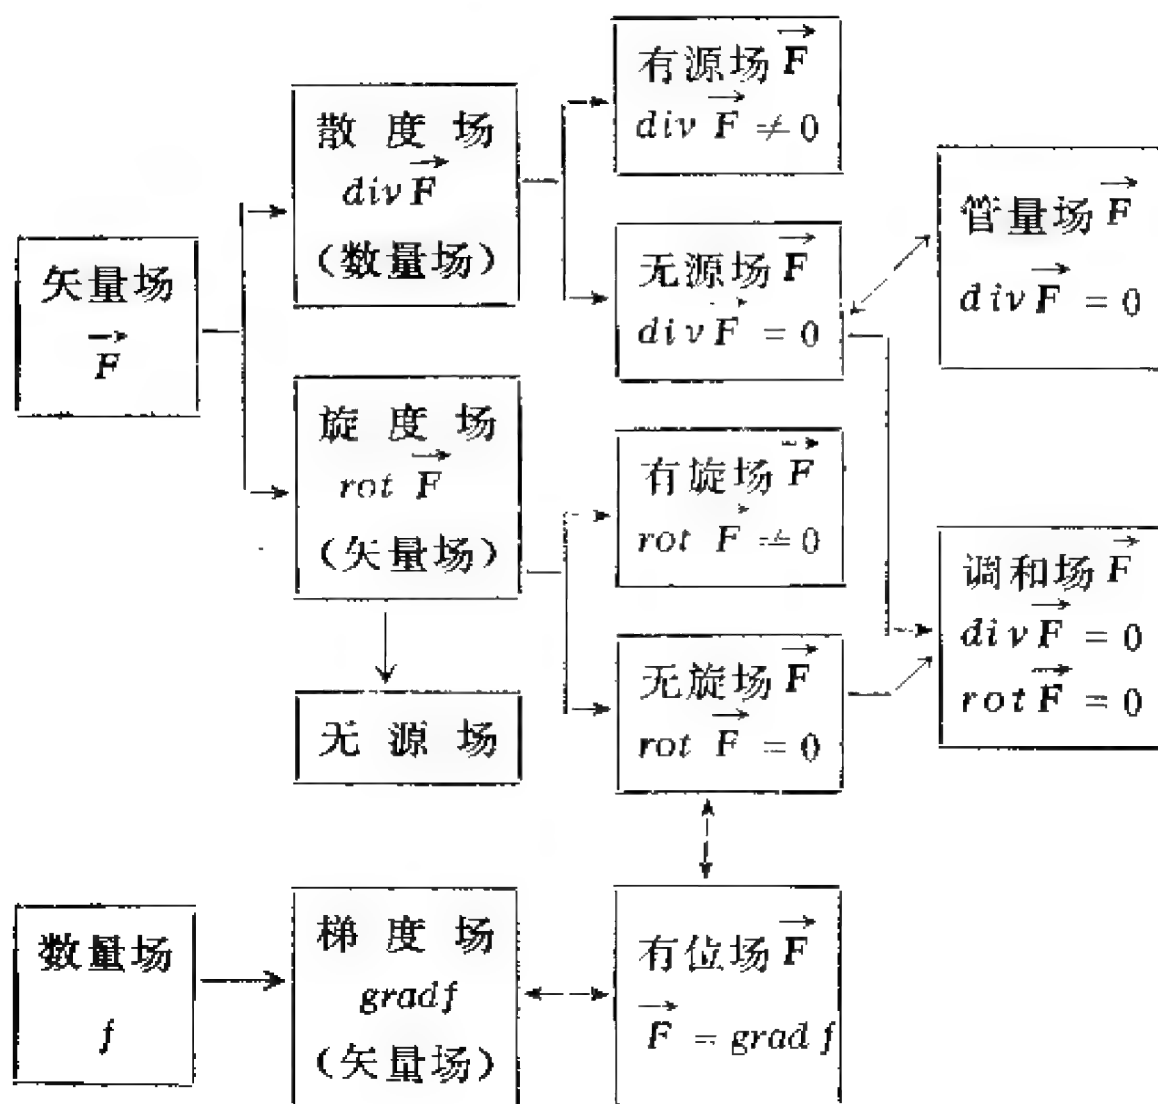 矢量场
F
散度场
div F
(数量场)
旋度场
rot F
(矢量场)
无源场
有源场 F
div F ≠ 0
无源场 F
div F = 0
有旋场 F
rot F ≠ 0
无旋场 F
rot F = 0
管量场 F
div F = 0
调和场 F
div F = 0
rot F = 0
数量场
f
梯度场
grad f
(矢量场)
有位场 F
F = grad f